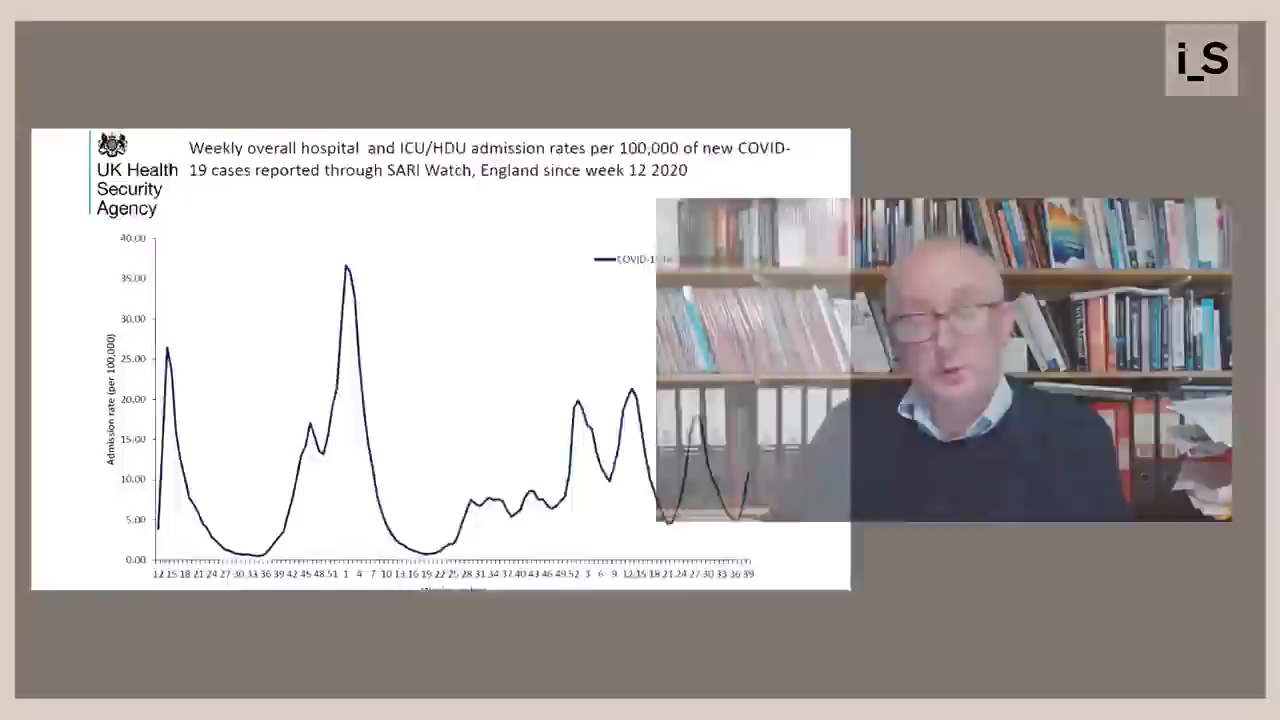 i_S
Weekly overall hospital and ICU/HDU admission rates per 100,000 of new COVID-
19 cases reported through SARI Watch, England since week 12 2020
UK Health
Security
Agency
40.00
35.00
30.00
25.00
20.00
15.00
10.00
5.00
0.00
Admission rate (per 100,000)
12 15 18 21 24 27 30 33 36 39 42 45 48 51 1 4 7 10 13 16 19 22 25 28 31 34 37 40 43 46 49 52 3 6 9 12 15 18 21 24 27 30 33 36 39